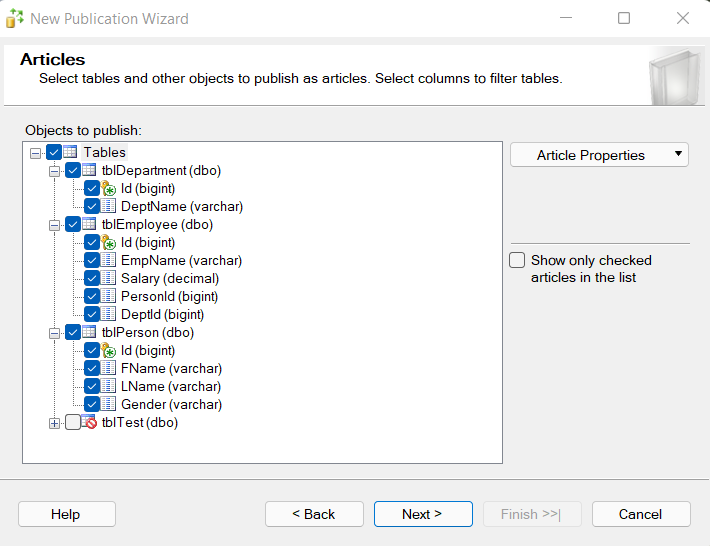 New Publication Wizard
Articles
Select tables and other objects to publish as articles. Select columns to filter tables.
Objects to publish:
Tables
tblDepartment (dbo)
Id (bigint)
DeptName (varchar)
tblEmployee (dbo)
Id (bigint)
EmpName (varchar)
Salary (decimal)
PersonId (bigint)
DeptId (bigint)
tblPerson (dbo)
Id (bigint)
FName (varchar)
LName (varchar)
Gender (varchar)
tblTest (dbo)
Article Properties
Show only checked
articles in the list
Help
< Back
Next >
Finish >>|
Cancel